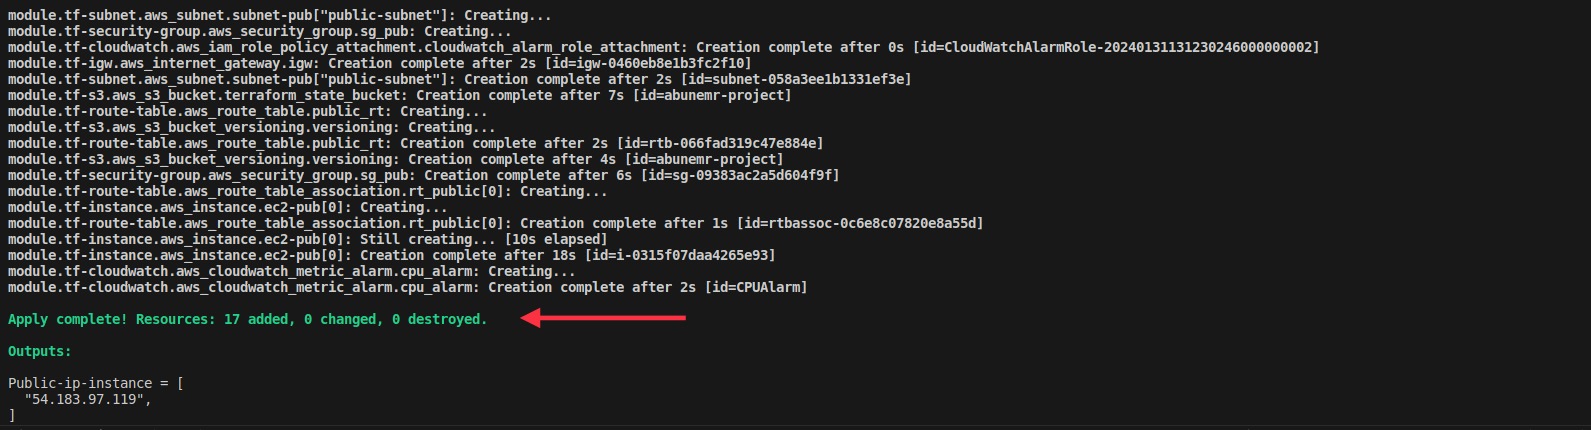 module.tf-subnet.aws_subnet.subnet-pub["public-subnet"]: Creating...
module.tf-security-group.aws_security_group.sg_pub: Creating...
module.tf-cloudwatch.aws_iam_role_policy_attachment.cloudwatch_alarm_role_attachment: Creation complete after 0s [id=CloudWatchAlarmRole-20240131131230246000000002]
module.tf-igw.aws_internet_gateway.igw: Creation complete after 2s [id=igw-0460eb8e1b3fc2f10]
module.tf-subnet.aws_subnet.subnet-pub["public-subnet"]: Creation complete after 2s [id=subnet-058a3ee1b1331ef3e]
module.tf-s3.aws_s3_bucket.terraform_state_bucket: Creation complete after 7s [id=abunemr-project]
module.tf-route-table.aws_route_table.public_rt: Creating...
module.tf-s3.aws_s3_bucket_versioning.versioning: Creating...
module.tf-route-table.aws_route_table.public_rt: Creation complete after 2s [id=rtb-066fad319c47e884e]
module.tf-s3.aws_s3_bucket_versioning.versioning: Creation complete after 4s [id=abunemr-project]
module.tf-security-group.aws_security_group.sg_pub: Creation complete after 6s [id=sg-09383ac2a5d604f9f]
module.tf-route-table.aws_route_table_association.rt_public[0]: Creating...
module.tf-instance.aws_instance.ec2-pub[0]: Creating...
module.tf-route-table.aws_route_table_association.rt_public[0]: Creation complete after 1s [id=rtbassoc-0c6e8c07820e8a55d]
module.tf-instance.aws_instance.ec2-pub[0]: Still creating... [10s elapsed]
module.tf-instance.aws_instance.ec2-pub[0]: Creation complete after 18s [id=i-0315f07daa4265e93]
module.tf-cloudwatch.aws_cloudwatch_metric_alarm.cpu_alarm: Creating...
module.tf-cloudwatch.aws_cloudwatch_metric_alarm.cpu_alarm: Creation complete after 2s [id=CPUAlarm]
Apply complete! Resources: 17 added, 0 changed, 0 destroyed.
Outputs:
Public-ip-instance = [
  "54.183.97.119",
]